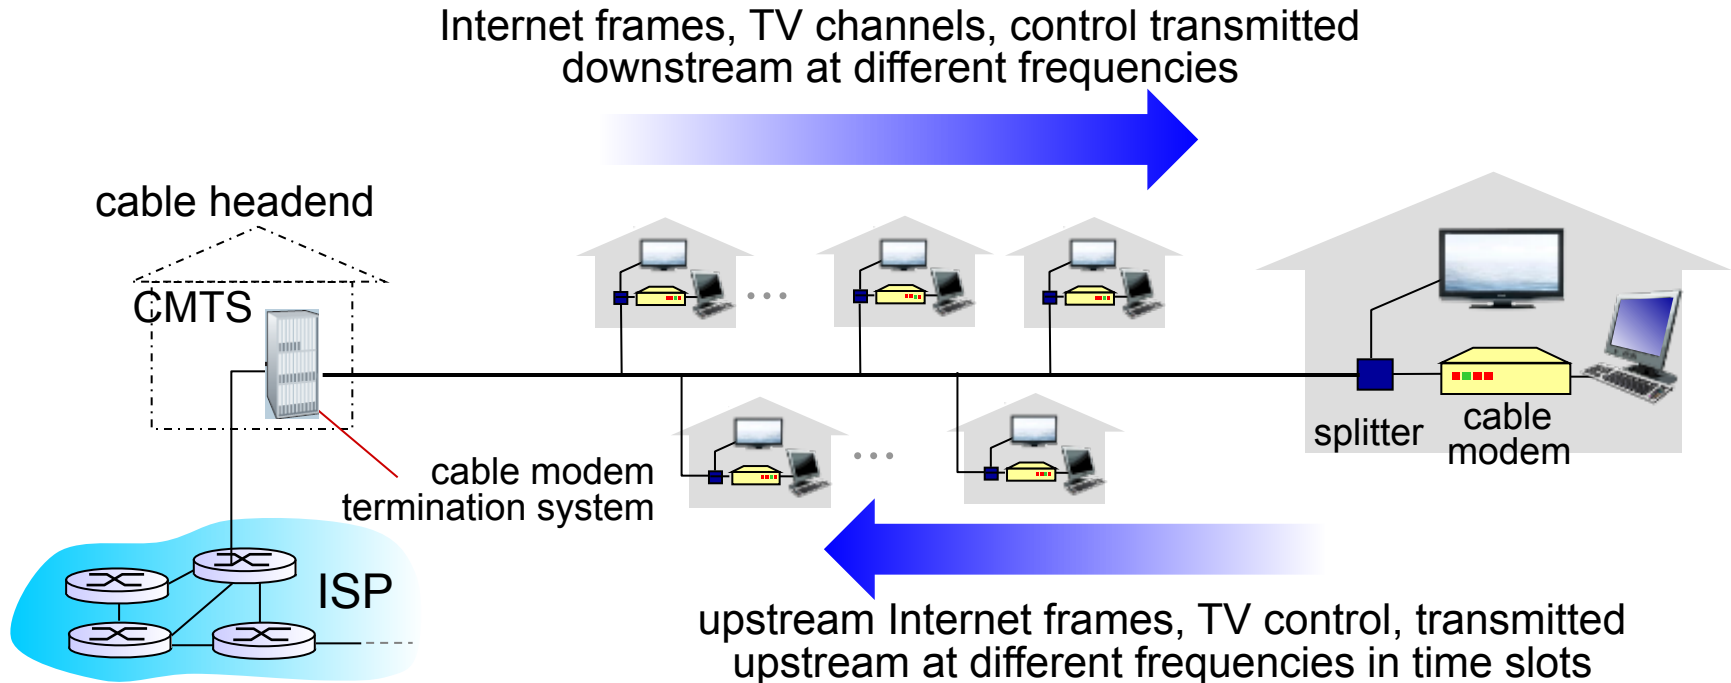 Internet frames, TV channels, control transmitted
downstream at different frequencies
cable headend
CMTS
splitter
cable
modem
cable modem
termination system
ISP
upstream Internet frames, TV control, transmitted
upstream at different frequencies in time slots